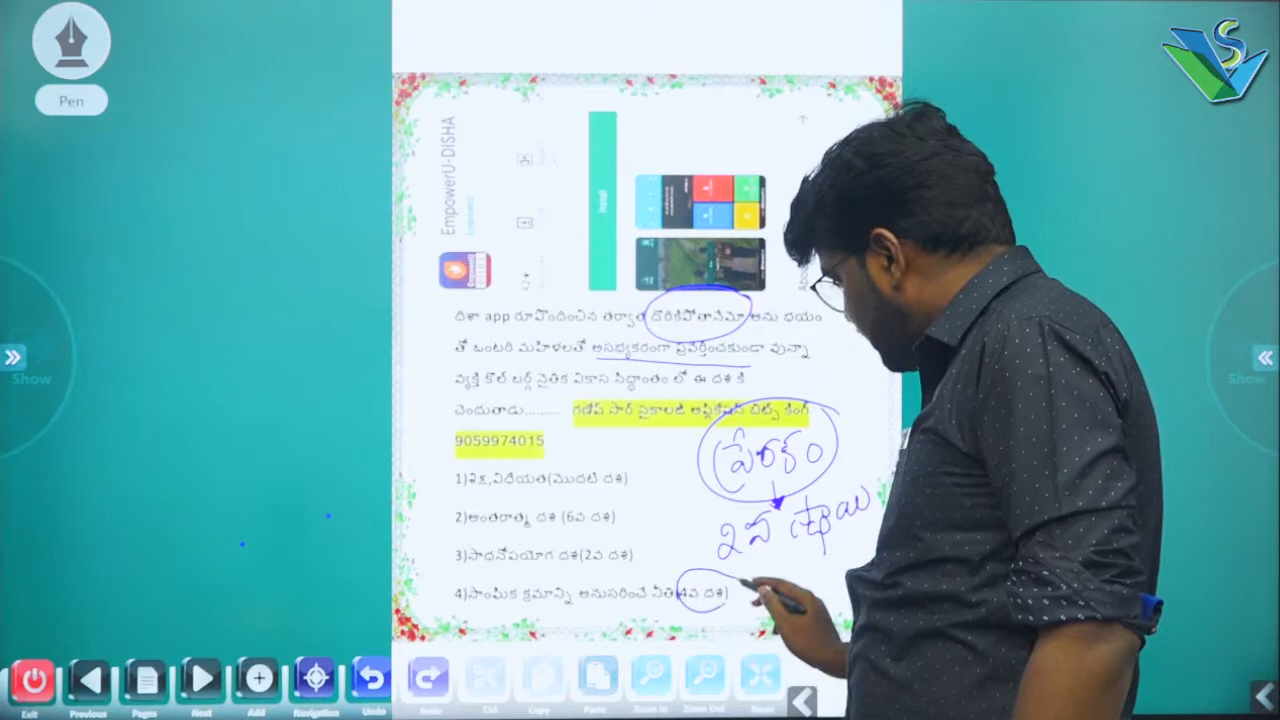 Pen
EmpowerU-DISHA
Install
4.2★
దిశా app రూపొందించిన తర్వాత దొరికిపోతానేమో అను భయం
తో ఒంటరి మహిళలతో అసభ్యకరంగా ప్రవర్తించకుండా వున్నా
వ్యక్తి కోల్ బర్గ్ నైతిక వికాస సిద్ధాంతం లో ఈ దశ కి
చెందుతాడు........ గణేష్ సార్ సైకాలజీ అప్లికేషన్ బిట్స్ కింగ్
9059974015
1)శిక్ష,విధేయత(మొదటి దశ)
2)అంతరాత్మ దశ (6వ దశ)
3)సాధనోపయోగ దశ(2వ దశ)
4)సాంఘిక క్రమాన్ని అనుసరించే నీతి(4వ దశ)
ప్రేరకం
2వ స్థాయి
S
Show
Show
Exit
Previous
Pages
Next
Add
Navigation
Undo
Redo
Cut
Copy
Paste
Zoom In
Zoom Out
Reset